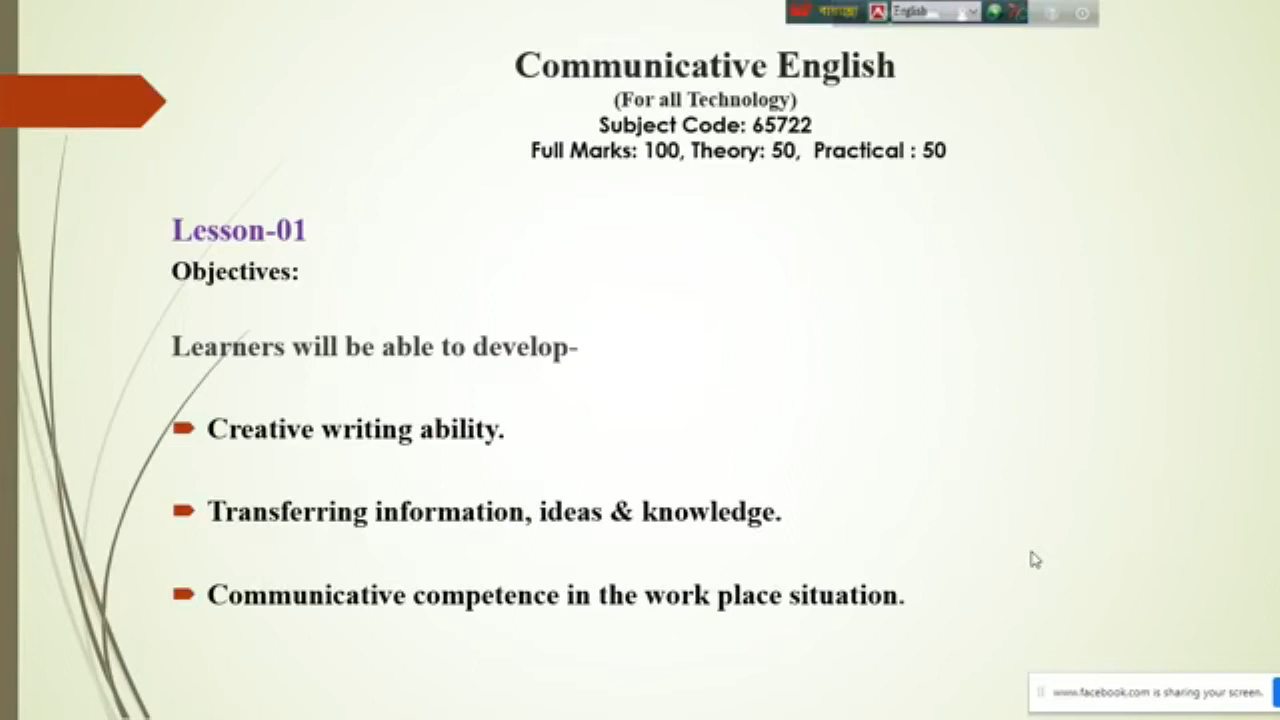 English
Communicative English
(For all Technology)
Subject Code: 65722
Full Marks: 100, Theory: 50, Practical : 50
Lesson-01
Objectives:
Learners will be able to develop-
Creative writing ability.
Transferring information, ideas & knowledge.
Communicative competence in the work place situation.
www.facebook.com is sharing your screen.